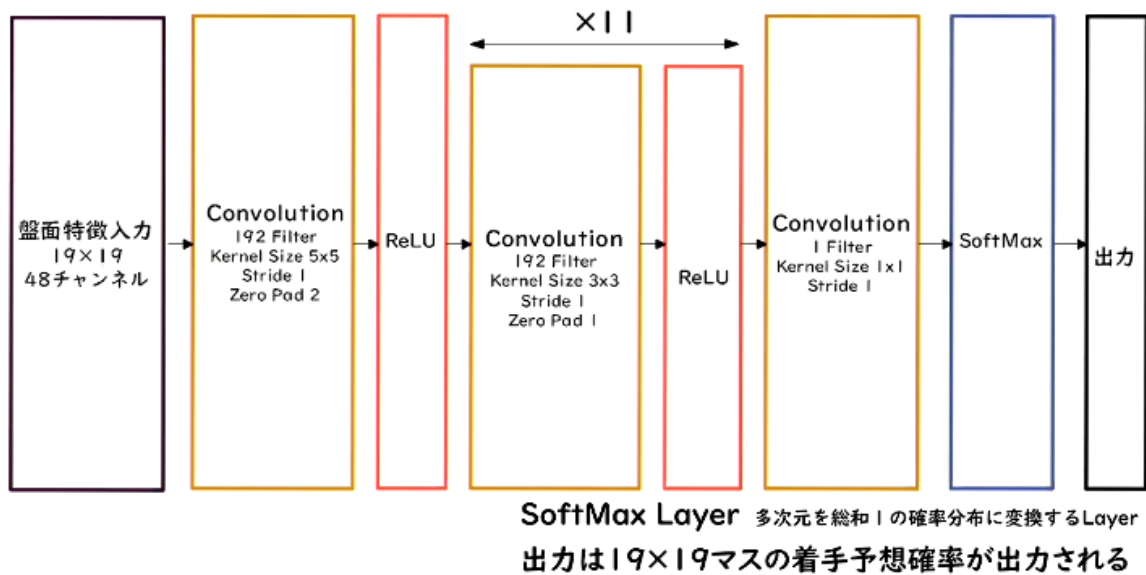 ×11
盤面特徴入力
19×19
48チャンネル
Convolution
192 Filter
Kernel Size 5x5
Stride 1
Zero Pad 2
ReLU
Convolution
192 Filter
Kernel Size 3x3
Stride 1
Zero Pad 1
ReLU
Convolution
1 Filter
Kernel Size 1x1
Stride 1
SoftMax
出力
SoftMax Layer 多次元を総和1の確率分布に変換するLayer
出力は19×19マスの着手予想確率が出力される